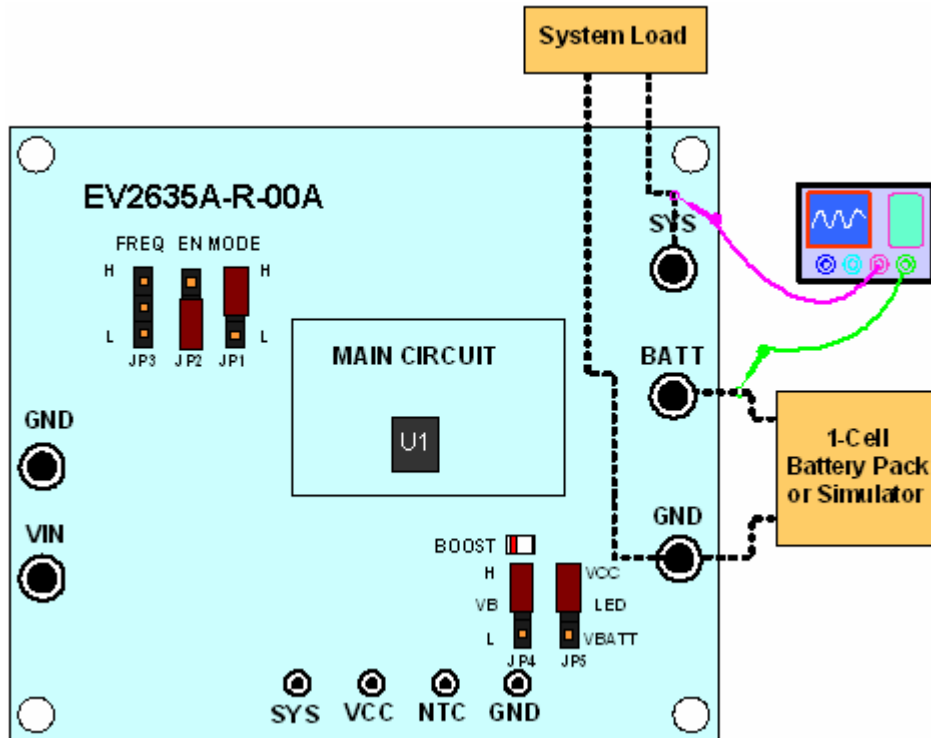 System Load
EV2635A-R-00A
FREQ EN MODE
H H
L L
JP3 JP2 JP1
SYS
MAIN CIRCUIT
U1
BATT
GND
VIN
1-Cell
Battery Pack
or Simulator
GND
BOOST
H VCC
VB LED
L VBATT
JP4 JP5
SYS VCC NTC GND